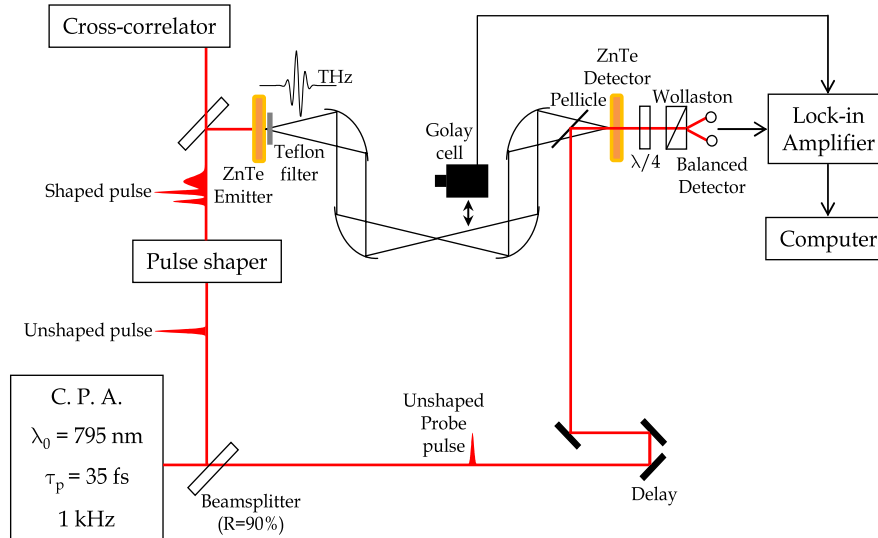 Cross-correlator
THz
ZnTe
Detector
Pellicle
Wollaston
Lock-in
Amplifier
Golay
cell
Teflon
filter
λ/4
Balanced
Detector
ZnTe
Emitter
Shaped pulse
Computer
Pulse shaper
Unshaped pulse
C. P. A.
λ0 = 795 nm
τp = 35 fs
1 kHz
Unshaped
Probe
pulse
Beamsplitter
(R=90%)
Delay